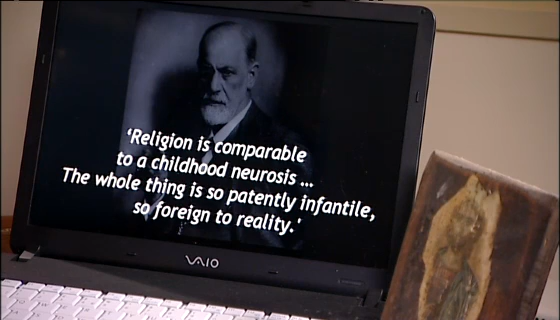 ‘Religion is comparable
to a childhood neurosis ...
The whole thing is so patently infantile,
so foreign to reality.'
VAIO